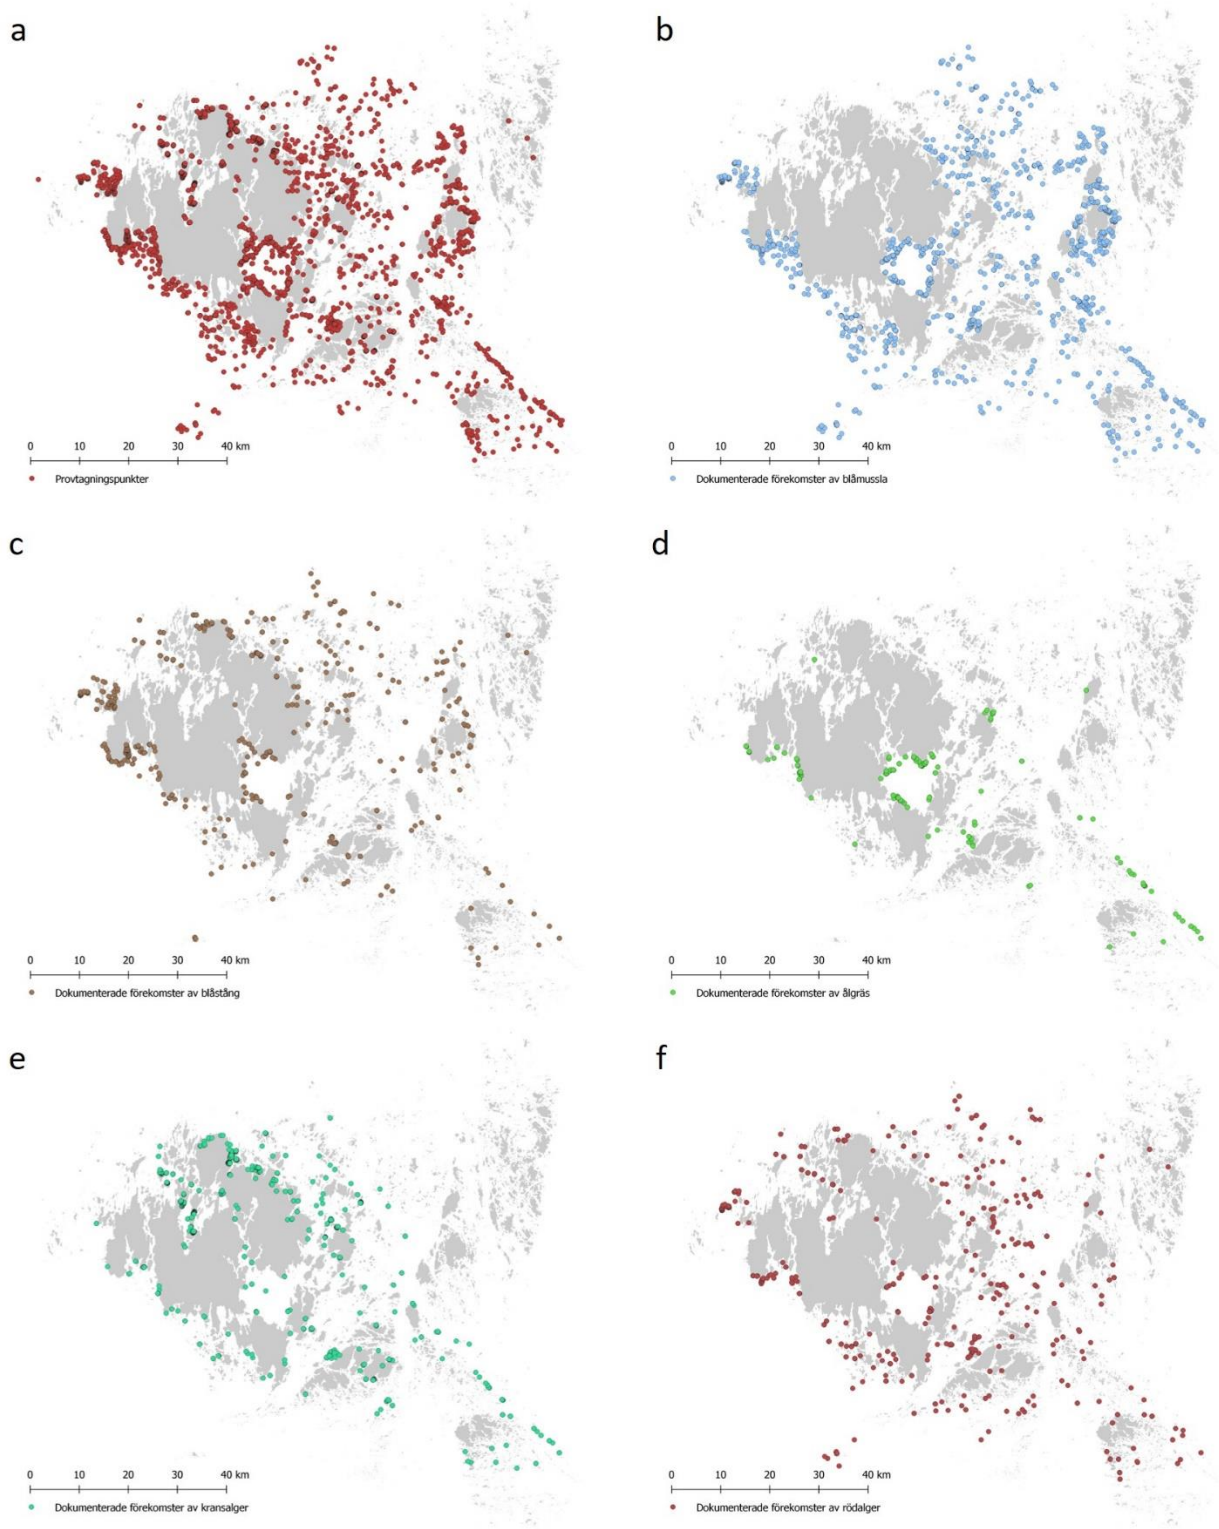 a
b
0 10 20 30 40 km
Provtagningspunkter
0 10 20 30 40 km
Dokumenterade förekomster av blåmussla
c
d
0 10 20 30 40 km
Dokumenterade förekomster av blåstång
0 10 20 30 40 km
Dokumenterade förekomster av ålgräs
e
f
0 10 20 30 40 km
Dokumenterade förekomster av kransalger
0 10 20 30 40 km
Dokumenterade förekomster av rödalger